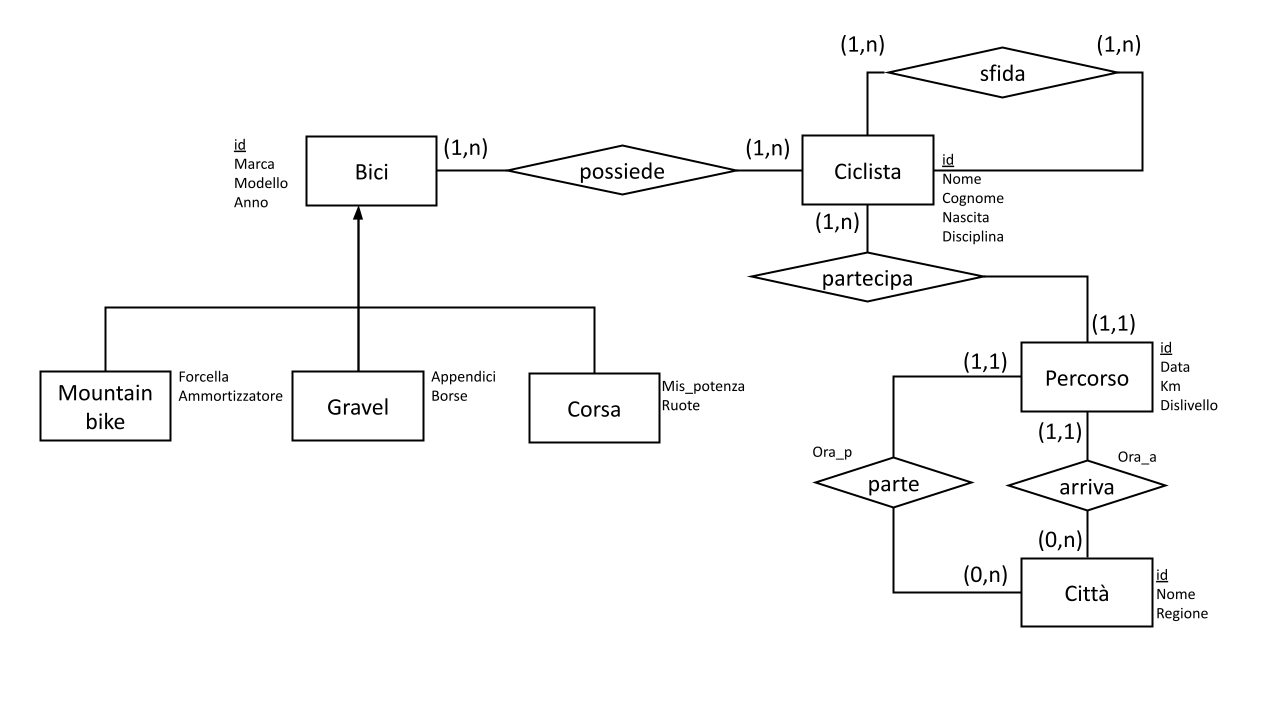 (1,n)
(1,n)
sfida
id
Marca
Modello
Anno
Bici
(1,n)
possiede
(1,n)
Ciclista
id
Nome
Cognome
Nascita
Disciplina
(1,n)
partecipa
(1,1)
Mountain
bike
Forcella
Ammortizzatore
Gravel
Appendici
Borse
Corsa
Mis_potenza
Ruote
(1,1)
Percorso
id
Data
Km
Dislivello
(1,1)
Ora_p
parte
Ora_a
arriva
(0,n)
(0,n)
Città
id
Nome
Regione